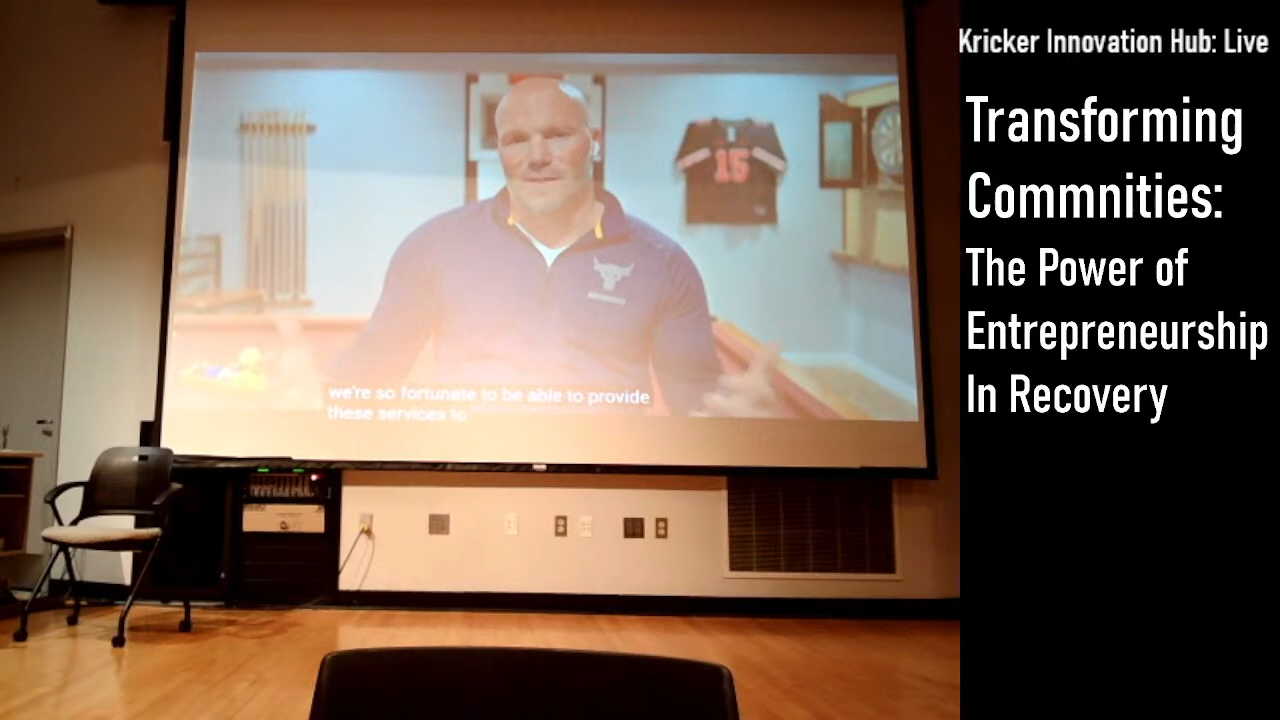 Kricker Innovation Hub: Live
Transforming
Commnities:
The Power of
Entrepreneurship
In Recovery
15
we're so fortunate to be able to provide
these services to